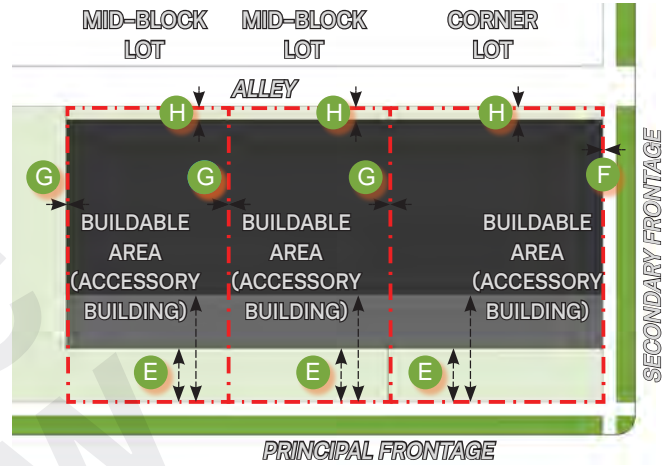 MID–BLOCK LOT
MID–BLOCK LOT
CORNER LOT
ALLEY
H
H
H
G
G
G
F
BUILDABLE
AREA
(ACCESSORY
BUILDING)
BUILDABLE
AREA
(ACCESSORY
BUILDING)
BUILDABLE
AREA
(ACCESSORY
BUILDING)
SECONDARY FRONTAGE
E
E
E
PRINCIPAL FRONTAGE